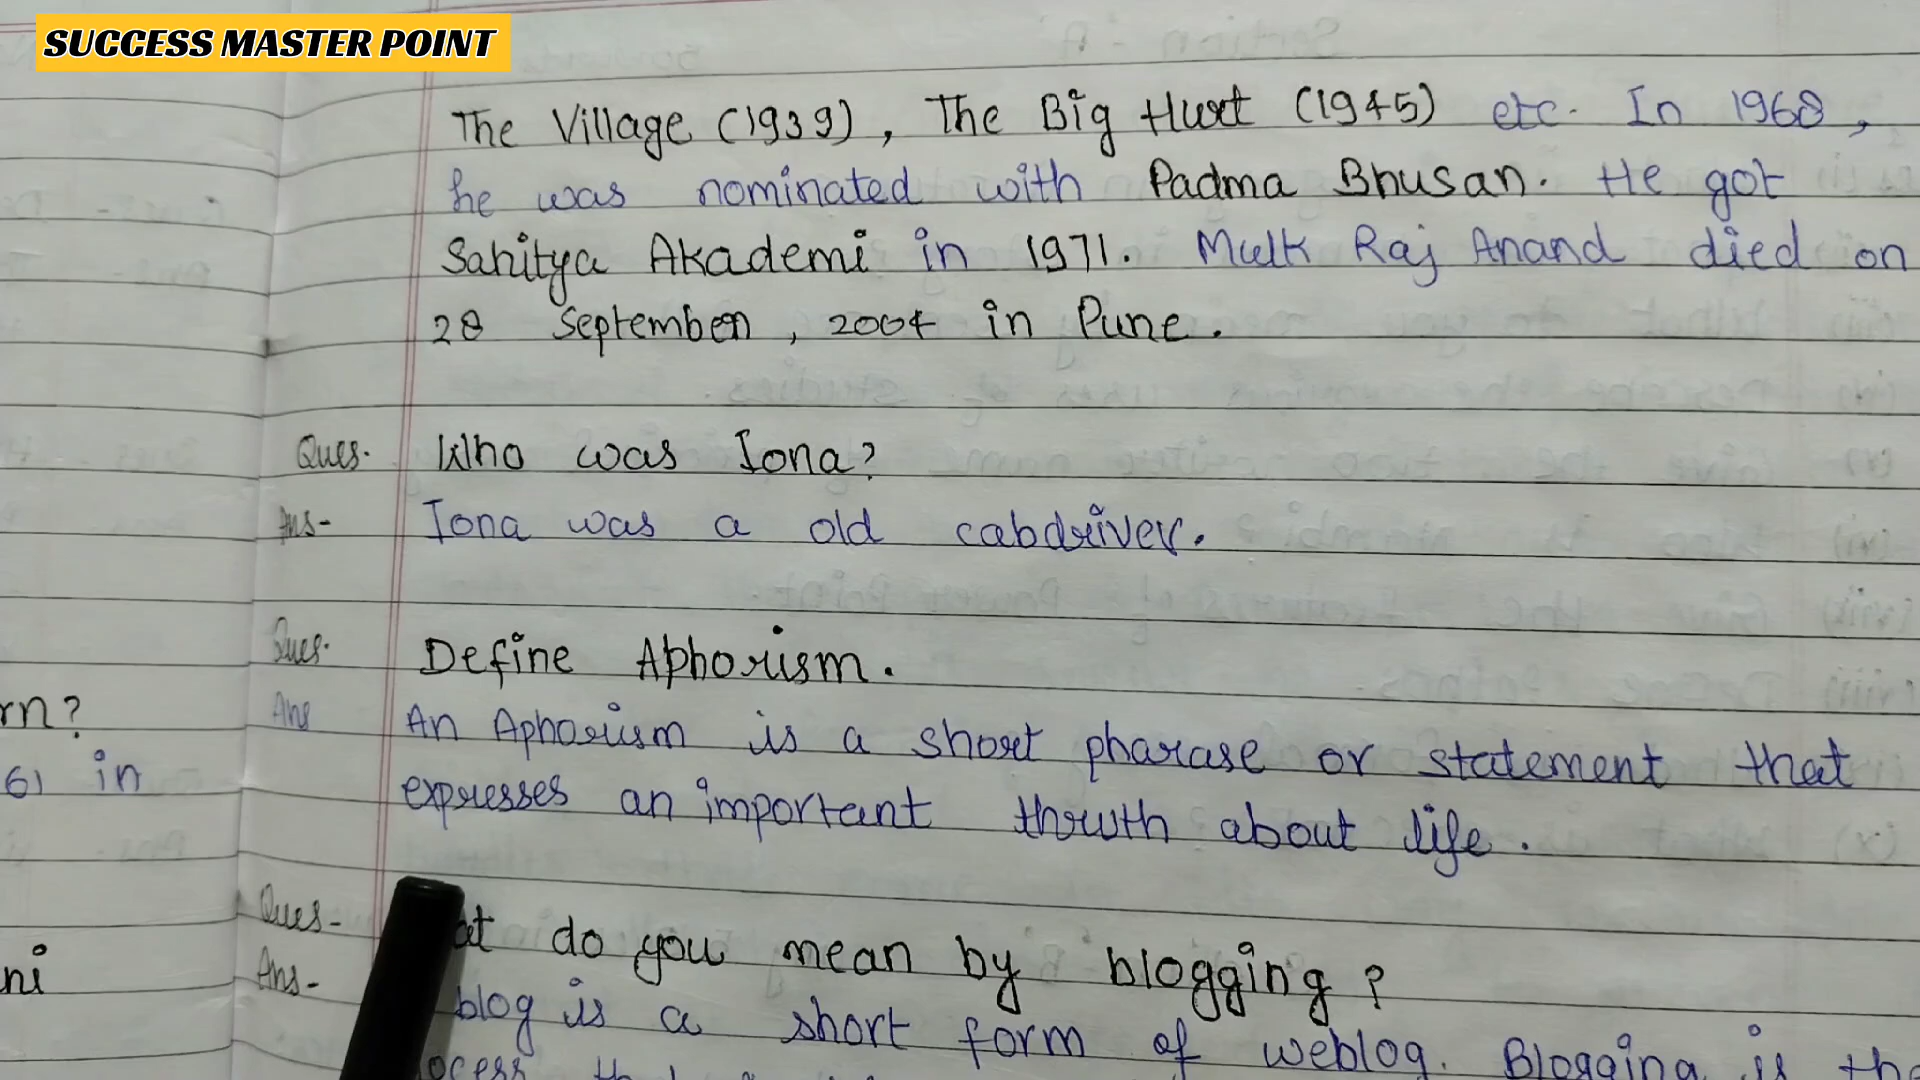 SUCCESS MASTER POINT
The Village (1939), The Big Hurt (1945) etc. In 1968,
he was nominated with Padma Bhusan. He got
Sahitya Akademi in 1971. Mulk Raj Anand died on
28 September, 2004 in Pune.
Ques. Who was Iona?
Ans- Iona was a old cabdriver.
Ques. Define Aphorism.
rn?
Ans An Aphorism is a short pharase or statement that
61 in
expresses an important thruth about life.
Ques- at do you mean by blogging?
ni
Ans- blog is a short form of weblog. Blogging is